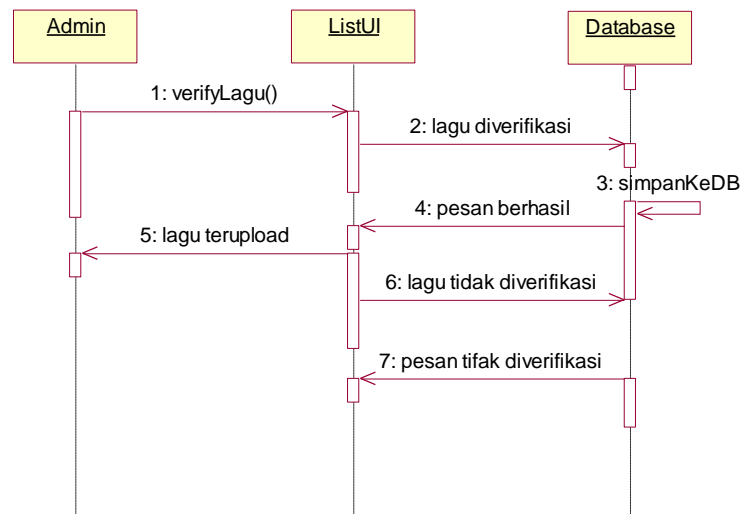 Admin
ListUI
Database
1: verifyLagu()
2: lagu diverifikasi
3: simpanKeDB
4: pesan berhasil
5: lagu terupload
6: lagu tidak diverifikasi
7: pesan tifak diverifikasi